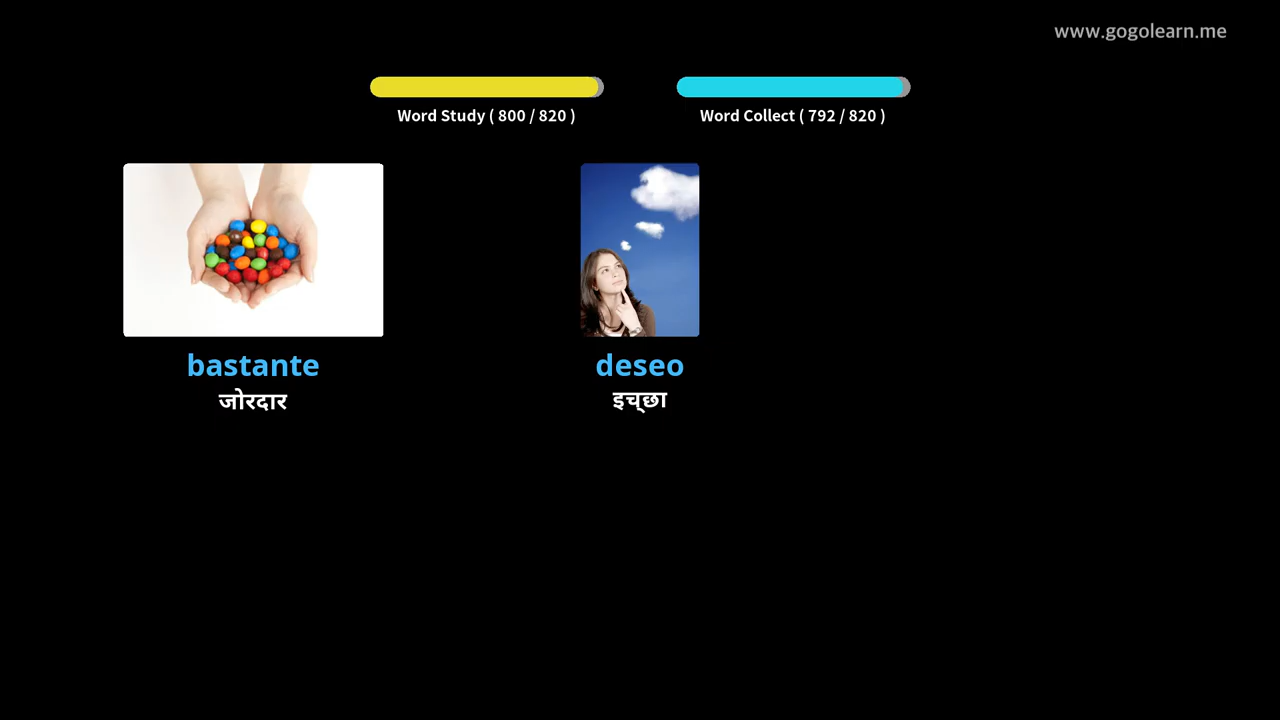 www.gogolearn.me
Word Study ( 800 / 820 )
Word Collect ( 792 / 820 )
bastante
जोरदार
deseo
इच्छा